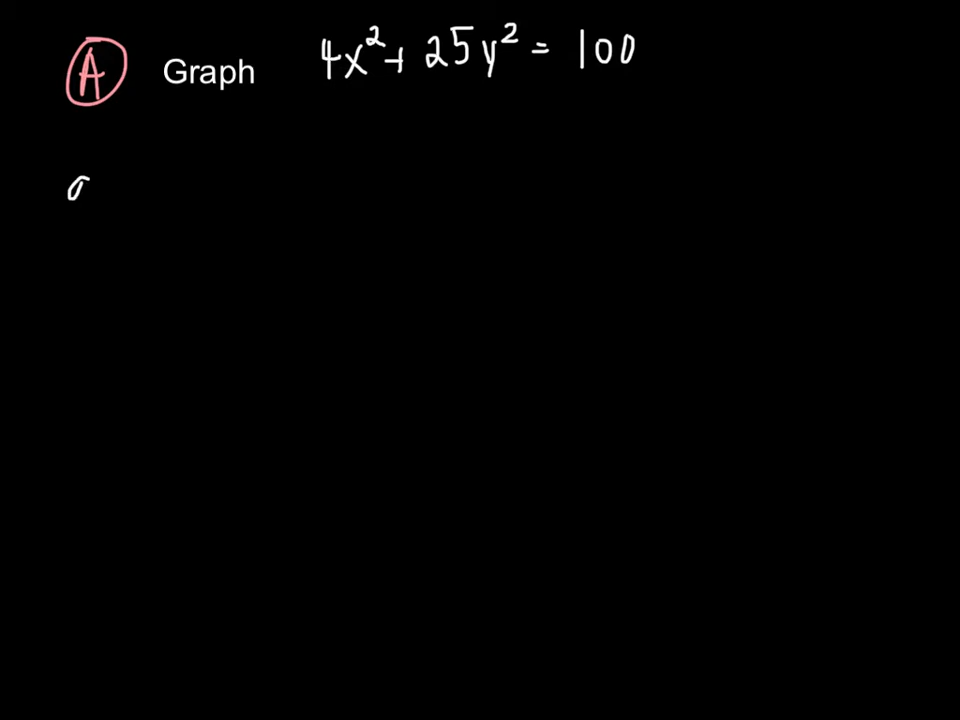 A Graph 4x² + 25y² = 100